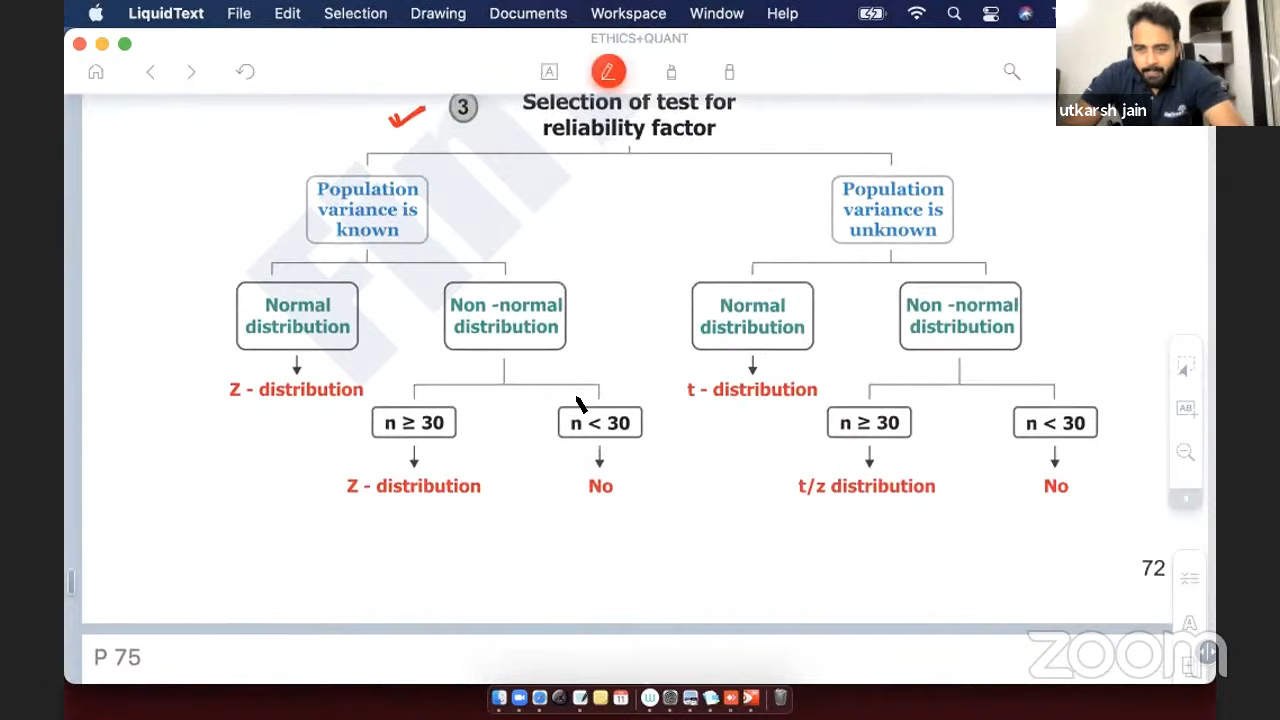 LiquidText File Edit Selection Drawing Documents Workspace Window Help
ETHICS+QUANT
utkarsh jain
3
Selection of test for
reliability factor
Population
variance is
known
Population
variance is
unknown
Normal
distribution
Non -normal
distribution
Normal
distribution
Non -normal
distribution
Z - distribution
t - distribution
n ≥ 30
n < 30
n ≥ 30
n < 30
Z - distribution
No
t/z distribution
No
72
P 75
zoom